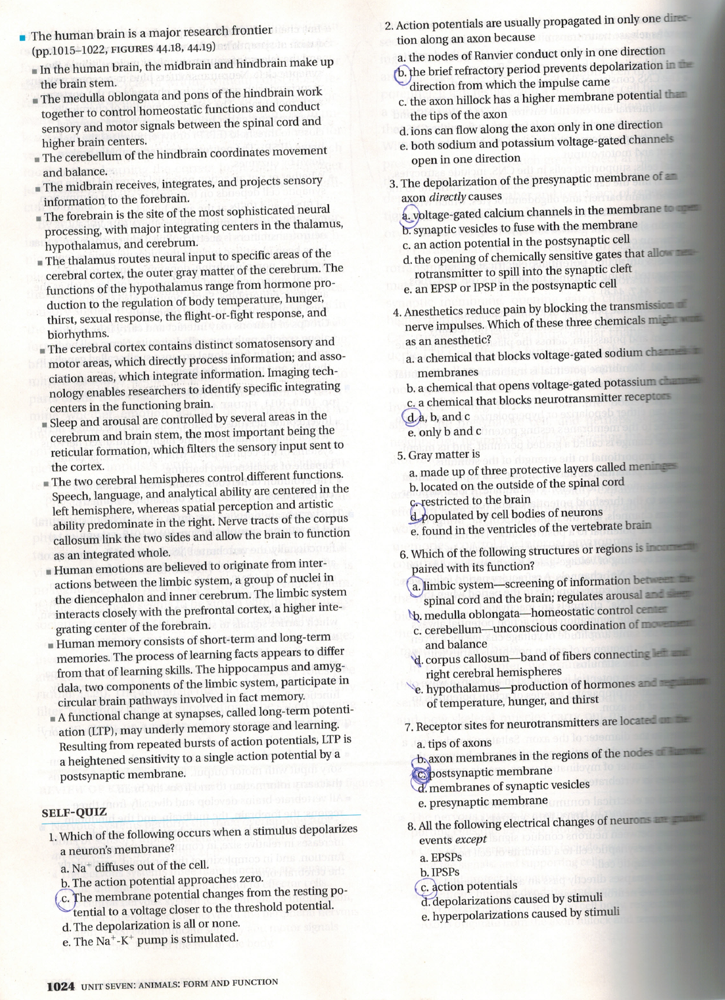 The human brain is a major research frontier
(pp.1015–1022, FIGURES 44.18, 44.19)
In the human brain, the midbrain and hindbrain make up
the brain stem.
The medulla oblongata and pons of the hindbrain work
together to control homeostatic functions and conduct
sensory and motor signals between the spinal cord and
higher brain centers.
The cerebellum of the hindbrain coordinates movement
and balance.
The midbrain receives, integrates, and projects sensory
information to the forebrain.
The forebrain is the site of the most sophisticated neural
processing, with major integrating centers in the thalamus,
hypothalamus, and cerebrum.
The thalamus routes neural input to specific areas of the
cerebral cortex, the outer gray matter of the cerebrum. The
functions of the hypothalamus range from hormone pro-
duction to the regulation of body temperature, hunger,
thirst, sexual response, the flight-or-fight response, and
biorhythms.
The cerebral cortex contains distinct somatosensory and
motor areas, which directly process information; and asso-
ciation areas, which integrate information. Imaging tech-
nology enables researchers to identify specific integrating
centers in the functioning brain.
Sleep and arousal are controlled by several areas in the
cerebrum and brain stem, the most important being the
reticular formation, which filters the sensory input sent to
the cortex.
The two cerebral hemispheres control different functions.
Speech, language, and analytical ability are centered in the
left hemisphere, whereas spatial perception and artistic
ability predominate in the right. Nerve tracts of the corpus
callosum link the two sides and allow the brain to function
as an integrated whole.
Human emotions are believed to originate from inter-
actions between the limbic system, a group of nuclei in
the diencephalon and inner cerebrum. The limbic system
interacts closely with the prefrontal cortex, a higher inte-
grating center of the forebrain.
Human memory consists of short-term and long-term
memories. The process of learning facts appears to differ
from that of learning skills. The hippocampus and amyg-
dala, two components of the limbic system, participate in
circular brain pathways involved in fact memory.
A functional change at synapses, called long-term potenti-
ation (LTP), may underly memory storage and learning.
Resulting from repeated bursts of action potentials, LTP is
a heightened sensitivity to a single action potential by a
postsynaptic membrane.
SELF-QUIZ
1. Which of the following occurs when a stimulus depolarizes
a neuron's membrane?
a. Na⁺ diffuses out of the cell.
b. The action potential approaches zero.
c. The membrane potential changes from the resting po-
tential to a voltage closer to the threshold potential.
d. The depolarization is all or none.
e. The Na⁺-K⁺ pump is stimulated.
1024 UNIT SEVEN: ANIMALS: FORM AND FUNCTION
2. Action potentials are usually propagated in only one direc-
tion along an axon because
a. the nodes of Ranvier conduct only in one direction
b. the brief refractory period prevents depolarization in the
direction from which the impulse came
c. the axon hillock has a higher membrane potential than
the tips of the axon
d. ions can flow along the axon only in one direction
e. both sodium and potassium voltage-gated channels
open in one direction
3. The depolarization of the presynaptic membrane of an
axon directly causes
a. voltage-gated calcium channels in the membrane to open
b. synaptic vesicles to fuse with the membrane
c. an action potential in the postsynaptic cell
d. the opening of chemically sensitive gates that allow neu-
rotransmitter to spill into the synaptic cleft
e. an EPSP or IPSP in the postsynaptic cell
4. Anesthetics reduce pain by blocking the transmission of
nerve impulses. Which of these three chemicals might work
as an anesthetic?
a. a chemical that blocks voltage-gated sodium channels in
membranes
b. a chemical that opens voltage-gated potassium channels
c. a chemical that blocks neurotransmitter receptors
d. a, b, and c
e. only b and c
5. Gray matter is
a. made up of three protective layers called meninges
b. located on the outside of the spinal cord
c. restricted to the brain
d. populated by cell bodies of neurons
e. found in the ventricles of the vertebrate brain
6. Which of the following structures or regions is incorrectly
paired with its function?
a. limbic system—screening of information between the
spinal cord and the brain; regulates arousal and sleep
b. medulla oblongata—homeostatic control center
c. cerebellum—unconscious coordination of movement
and balance
d. corpus callosum—band of fibers connecting left and
right cerebral hemispheres
e. hypothalamus—production of hormones and regulation
of temperature, hunger, and thirst
7. Receptor sites for neurotransmitters are located on the
a. tips of axons
b. axon membranes in the regions of the nodes of Ranvier
c. postsynaptic membrane
d. membranes of synaptic vesicles
e. presynaptic membrane
8. All the following electrical changes of neurons are graded
events except
a. EPSPs
b. IPSPs
c. action potentials
d. depolarizations caused by stimuli
e. hyperpolarizations caused by stimuli